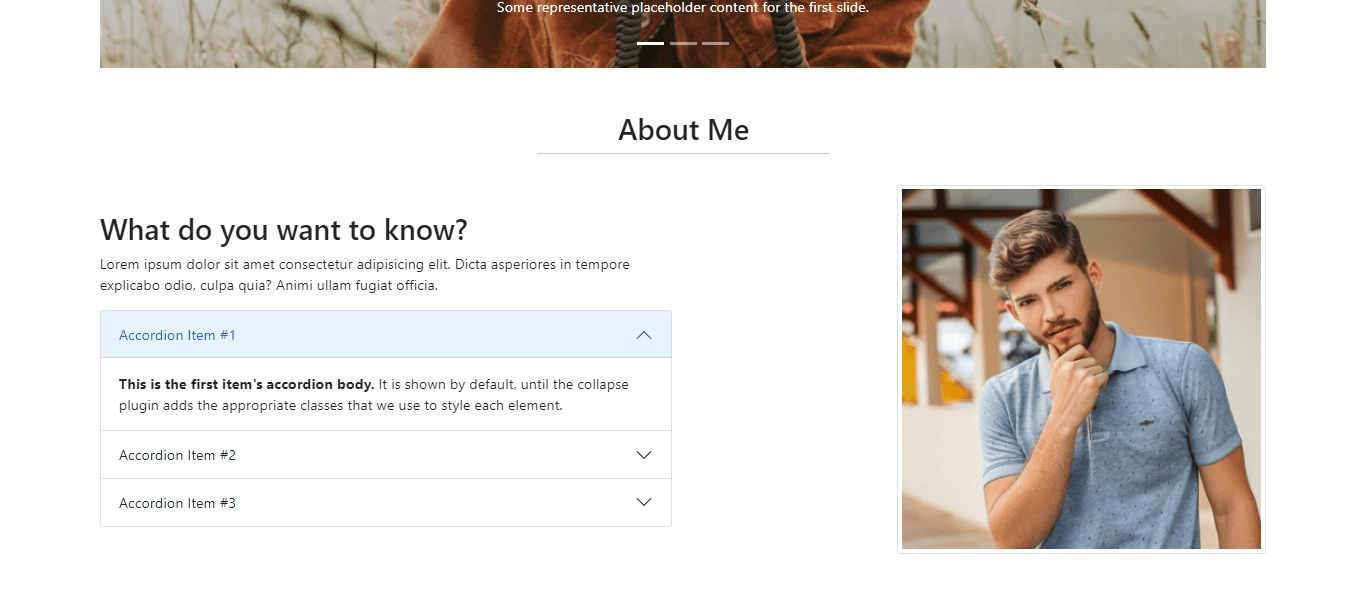 Some representative placeholder content for the first slide.
About Me
What do you want to know?
Lorem ipsum dolor sit amet consectetur adipisicing elit. Dicta asperiores in tempore
explicabo odio, culpa quia? Animi ullam fugiat officia.
Accordion Item #1
This is the first item's accordion body. It is shown by default, until the collapse
plugin adds the appropriate classes that we use to style each element.
Accordion Item #2
Accordion Item #3